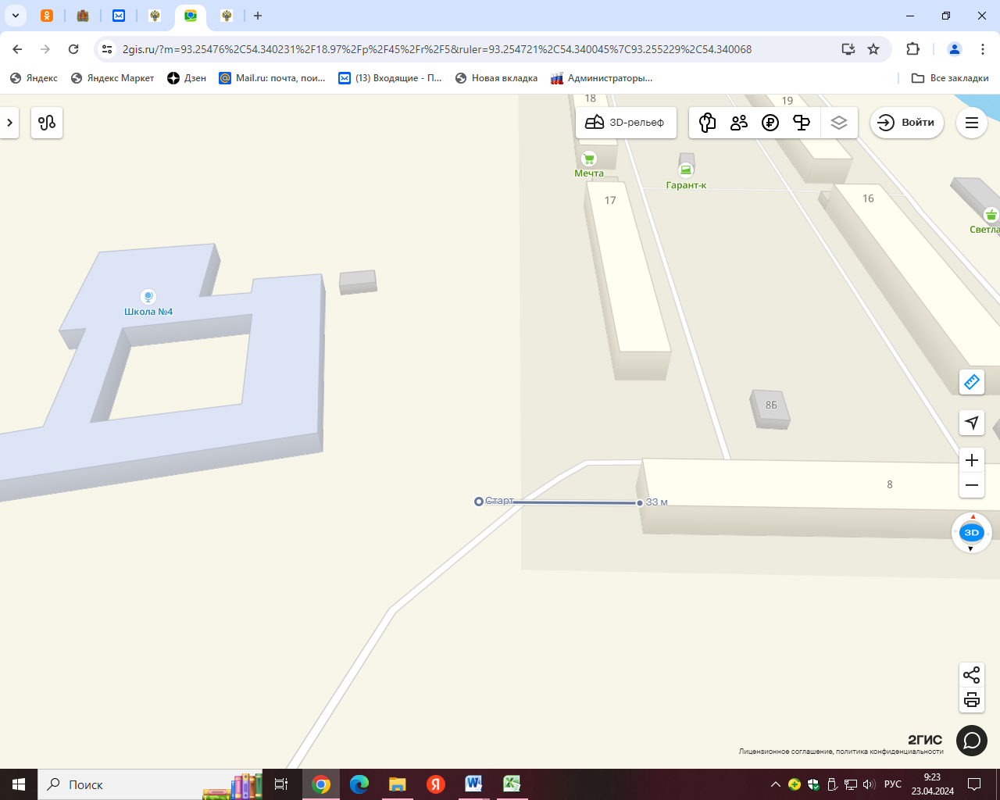 2gis.ru/?m=93.25476%2C54.340231%2F18.97%2Fp%2F45%2Fr%2F5&ruler=93.254721%2C54.340045%7C93.255229%2C54.340068
Яндекс
Яндекс Маркет
Дзен
Mail.ru: почта, пои...
(13) Входящие - П...
Новая вкладка
Администраторы...
Все закладки
18
19
3D-рельеф
Войти
Мечта
Гарант-к
17
16
Светла
Школа №4
8Б
8
Старт
33 м
3D
2ГИС
Лицензионное соглашение, политика конфиденциальности
Поиск
РУС
9:23
23.04.2024